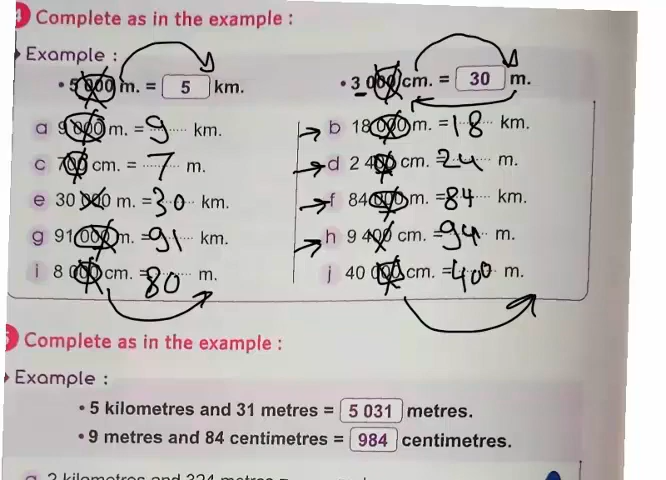 4 Complete as in the example :
Example :
• 5 000 m. = 5 km.
• 3 000 cm. = 30 m.
a 9 000 m. = 9 km.
b 18 000 m. = 18 km.
c 700 cm. = 7 m.
d 2 400 cm. = 24 m.
e 30 000 m. = 30 km.
f 84 000 m. = 84 km.
g 91 000 m. = 91 km.
h 9 400 cm. = 94 m.
i 8 000 cm. = 80 m.
j 40 000 cm. = 400 m.
5 Complete as in the example :
Example :
• 5 kilometres and 31 metres = 5 031 metres.
• 9 metres and 84 centimetres = 984 centimetres.